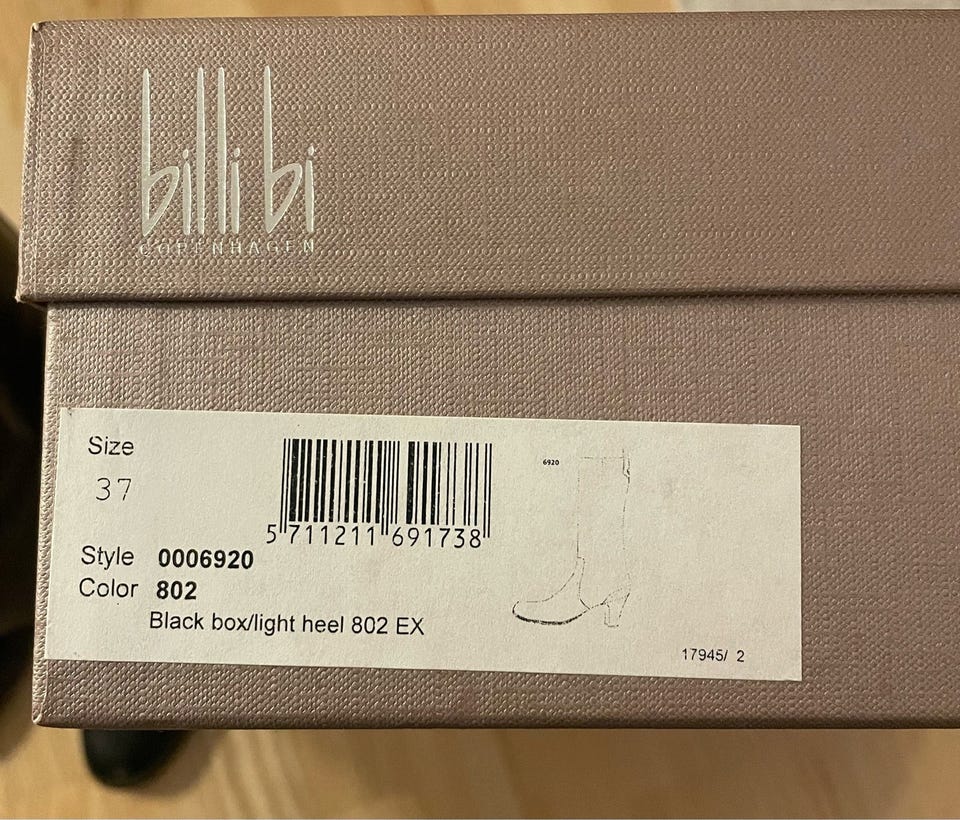 billi bi
COPENHAGEN
Size
37
5 711211 691738
6920
Style 0006920
Color 802
Black box/light heel 802 EX
17945/ 2